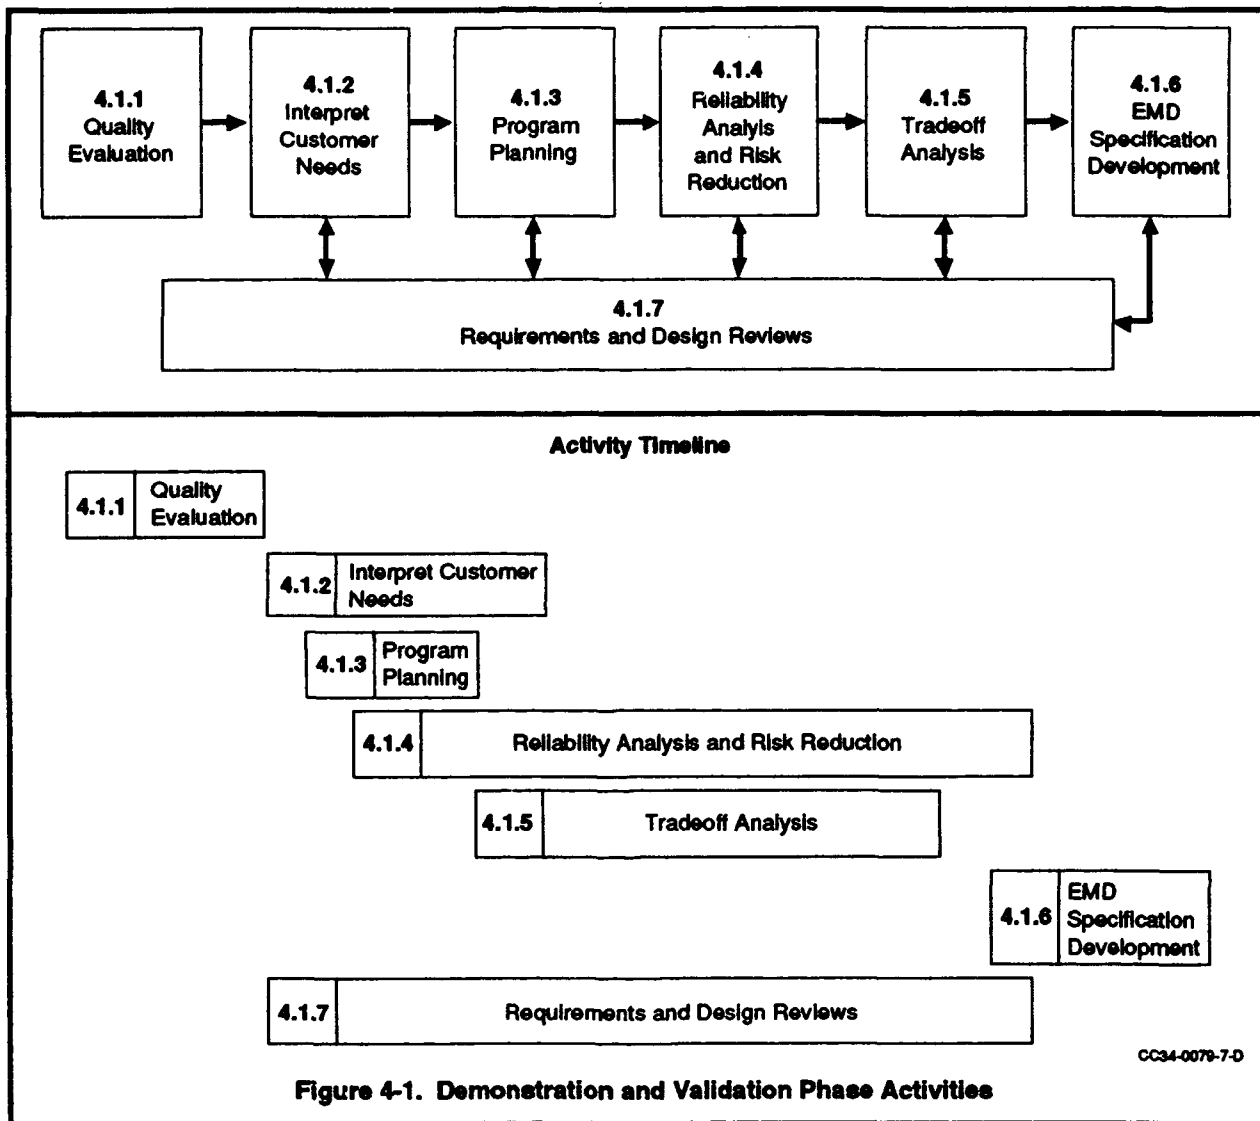 4.1.1
Quality
Evaluation
4.1.2
Interpret
Customer
Needs
4.1.3
Program
Planning
4.1.4
Reliability
Analyis
and Risk
Reduction
4.1.5
Tradeoff
Analysis
4.1.6
EMD
Specification
Development
4.1.7
Requirements and Design Reviews
Activity Timeline
4.1.1
Quality
Evaluation
4.1.2
Interpret Customer
Needs
4.1.3
Program
Planning
4.1.4
Reliability Analysis and Risk Reduction
4.1.5
Tradeoff Analysis
4.1.6
EMD
Specification
Development
4.1.7
Requirements and Design Reviews
CC34-0079-7-D
Figure 4-1. Demonstration and Validation Phase Activities